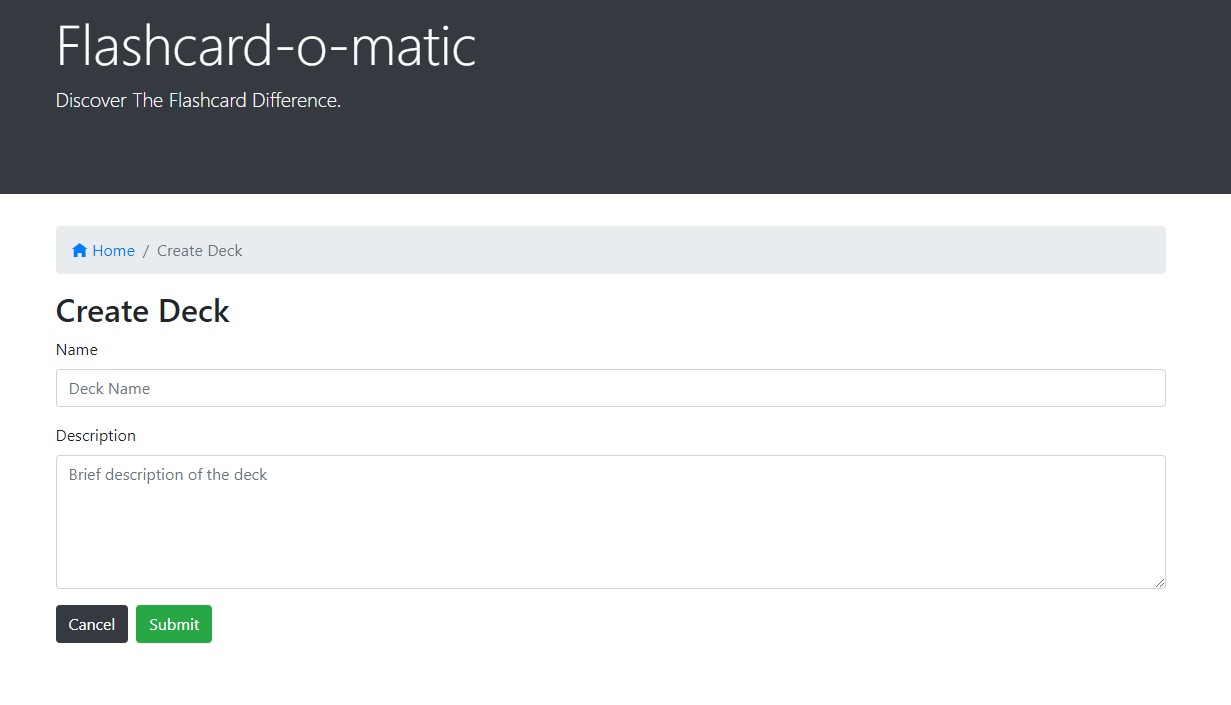 Flashcard-o-matic
Discover The Flashcard Difference.
Home / Create Deck
Create Deck
Name
Deck Name
Description
Brief description of the deck
Cancel Submit